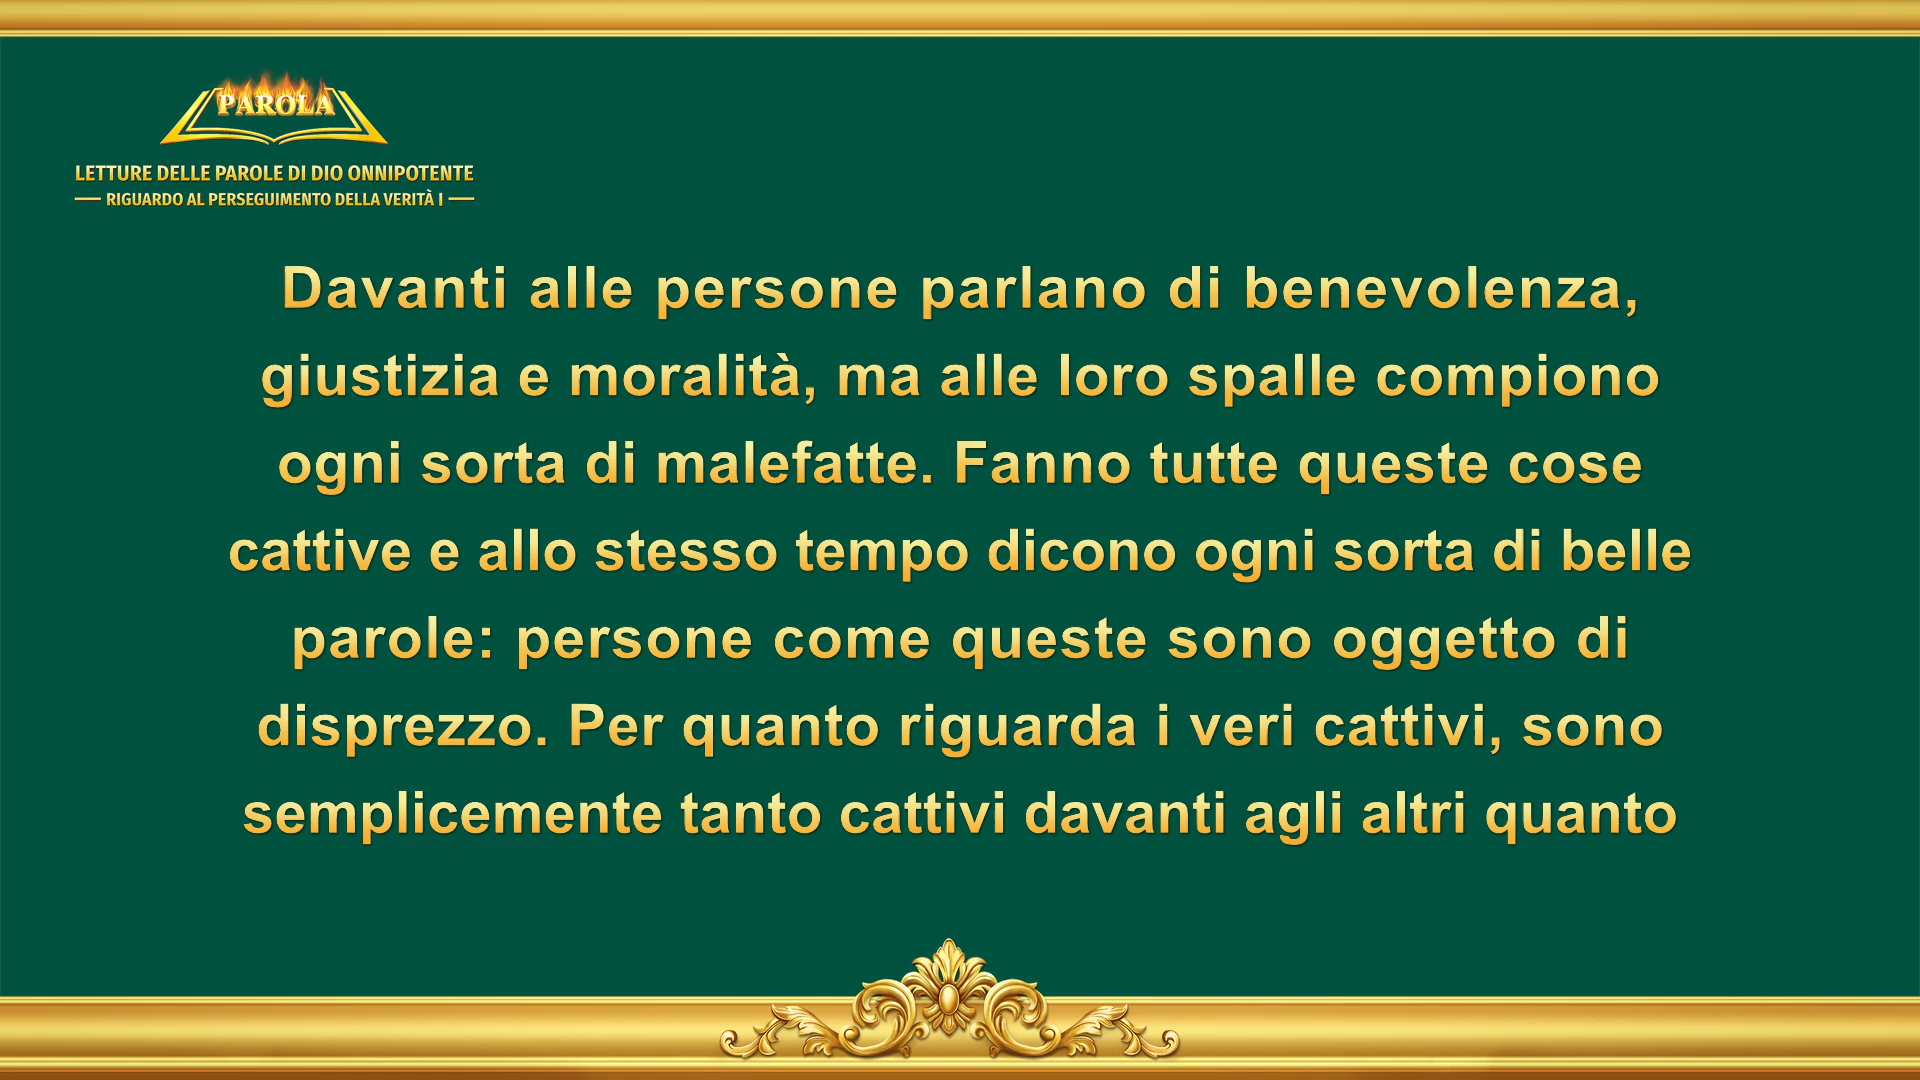 PAROLA
LETTURE DELLE PAROLE DI DIO ONNIPOTENTE
RIGUARDO AL PERSEGUIMENTO DELLA VERITÀ I
Davanti alle persone parlano di benevolenza,
giustizia e moralità, ma alle loro spalle compiono
ogni sorta di malefatte. Fanno tutte queste cose
cattive e allo stesso tempo dicono ogni sorta di belle
parole: persone come queste sono oggetto di
disprezzo. Per quanto riguarda i veri cattivi, sono
semplicemente tanto cattivi davanti agli altri quanto